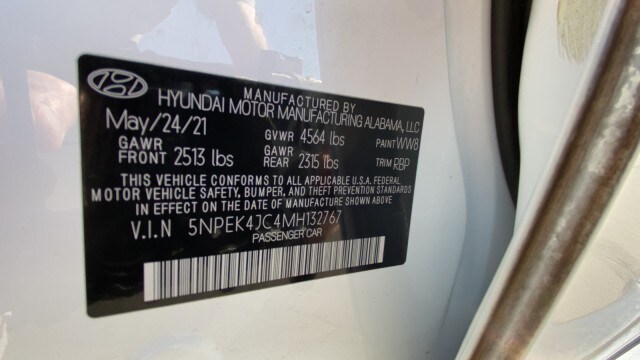 MANUFACTURED BY
HYUNDAI MOTOR MANUFACTURING ALABAMA, LLC
May/24/21 GVWR 4564 lbs PAINT WW8
GAWR FRONT 2513 lbs GAWR REAR 2315 lbs TRIM RBP
THIS VEHICLE CONFORMS TO ALL APPLICABLE U.S.A. FEDERAL
MOTOR VEHICLE SAFETY, BUMPER, AND THEFT PREVENTION STANDARDS
IN EFFECT ON THE DATE OF MANUFACTURE SHOWN ABOVE.
V.I.N 5NPEK4JC4MH132767
PASSENGER CAR